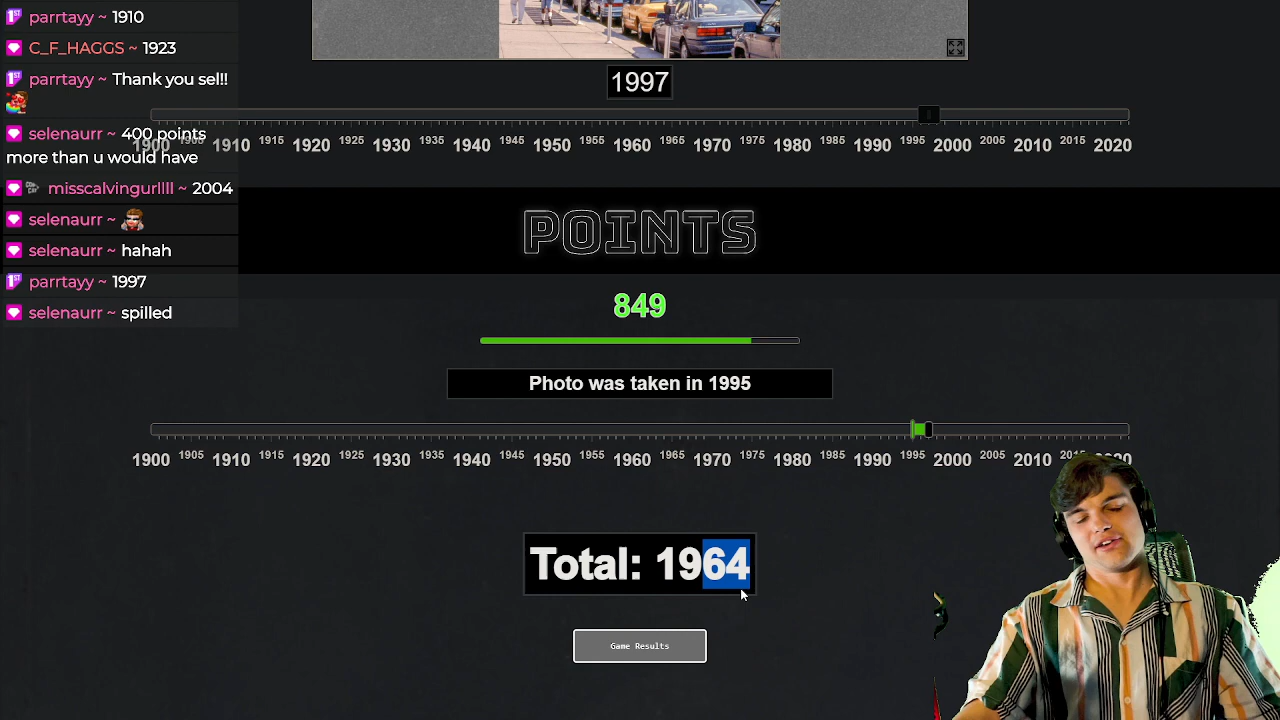 parrtayy ~ 1910
C_F_HAGGS ~ 1923
parrtayy ~ Thank you sel!!
selenaurr ~ 400 points
more than u would have
misscalvingurllll ~ 2004
selenaurr ~
selenaurr ~ hahah
parrtayy ~ 1997
selenaurr ~ spilled
1997
1900 1905 1910 1915 1920 1925 1930 1935 1940 1945 1950 1955 1960 1965 1970 1975 1980 1985 1990 1995 2000 2005 2010 2015 2020
POINTS
849
Photo was taken in 1995
1900 1905 1910 1915 1920 1925 1930 1935 1940 1945 1950 1955 1960 1965 1970 1975 1980 1985 1990 1995 2000 2005 2010 2015 2020
Total: 1964
Game Results